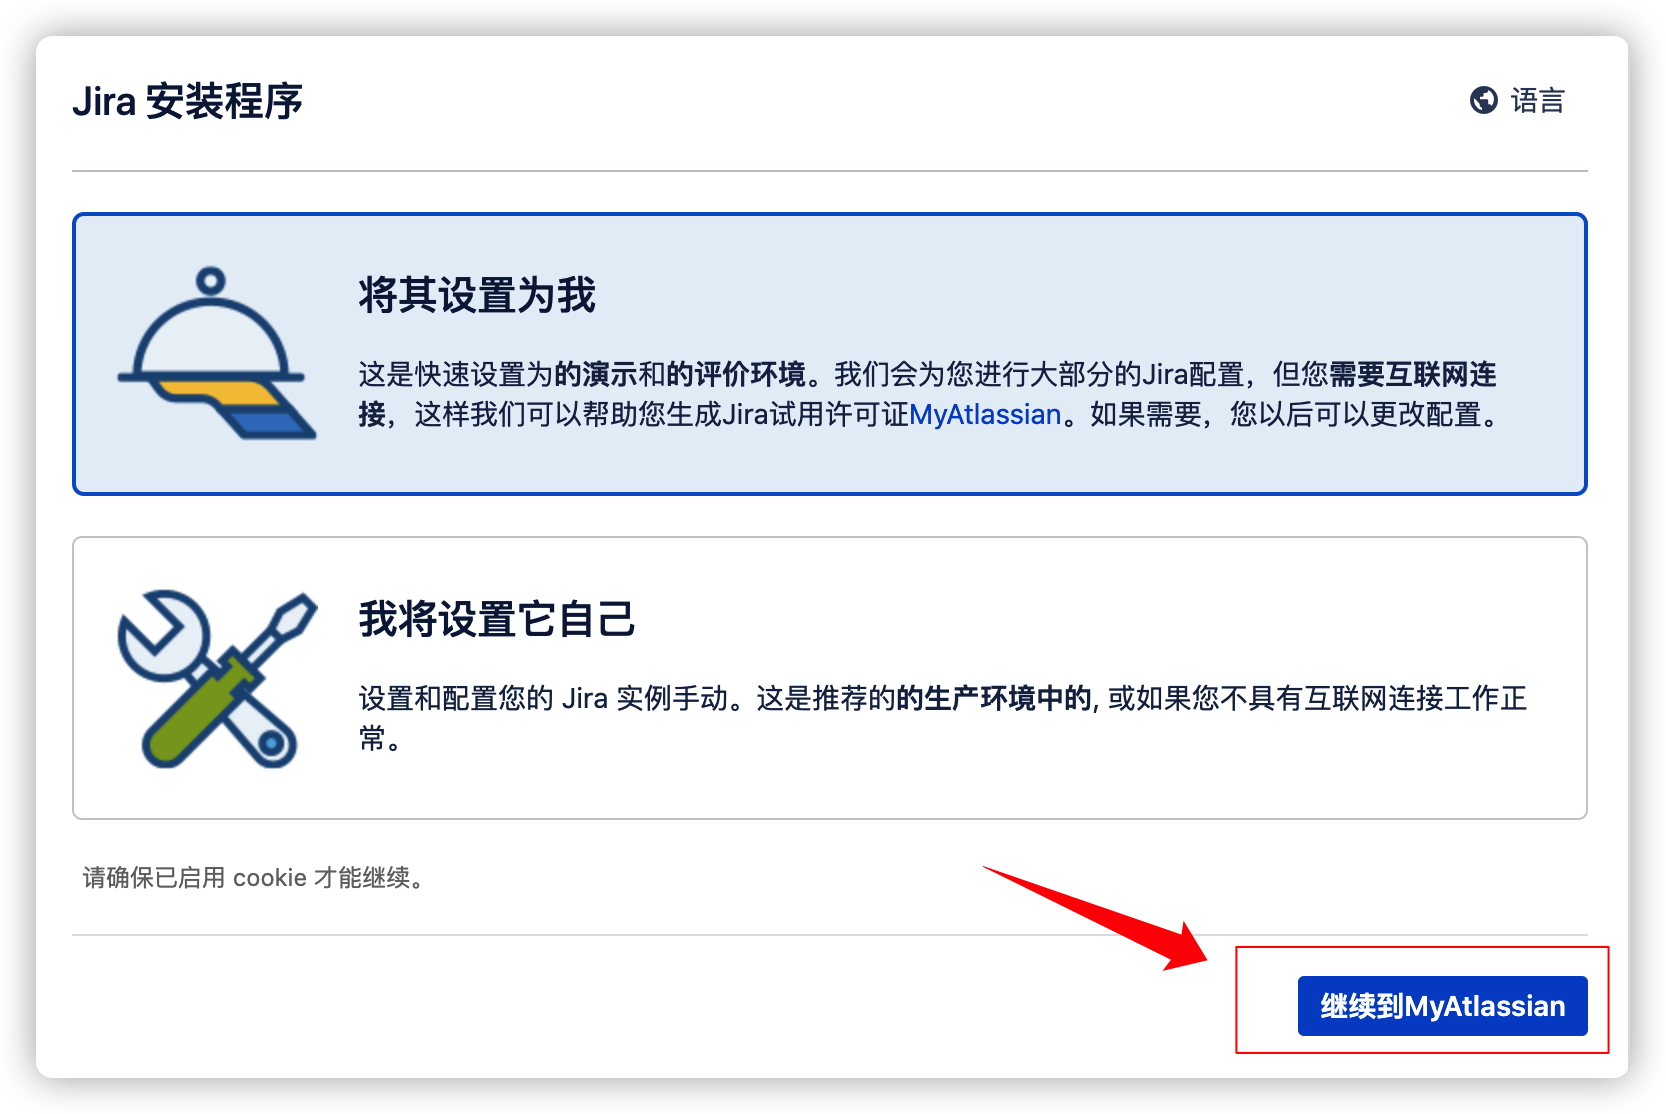 Jira 安装程序
语言
将其设置为我
这是快速设置为的演示和的评价环境。我们会为您进行大部分的Jira配置，但您需要互联网连
接，这样我们可以帮助您生成Jira试用许可证MyAtlassian。如果需要，您以后可以更改配置。
我将设置它自己
设置和配置您的 Jira 实例手动。这是推荐的的生产环境中的, 或如果您不具有互联网连接工作正
常。
请确保已启用 cookie 才能继续。
继续到MyAtlassian